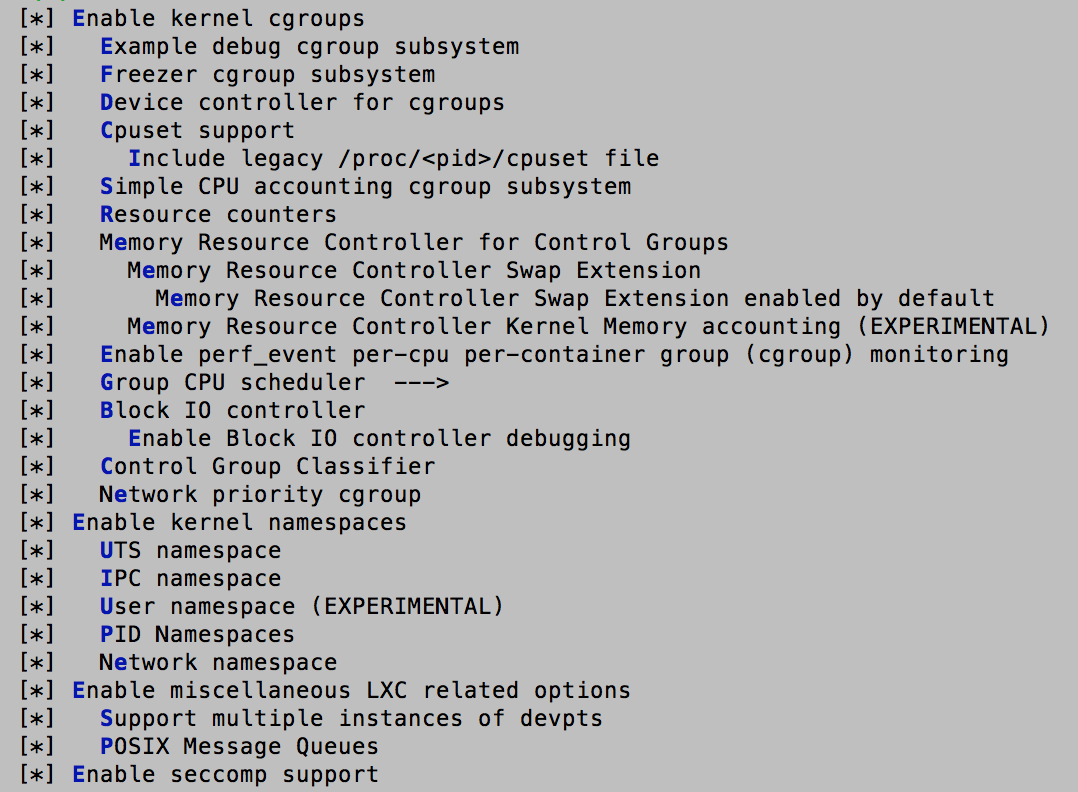 [*] Enable kernel cgroups
[*]   Example debug cgroup subsystem
[*]   Freezer cgroup subsystem
[*]   Device controller for cgroups
[*]   Cpuset support
[*]     Include legacy /proc/<pid>/cpuset file
[*]   Simple CPU accounting cgroup subsystem
[*]   Resource counters
[*]   Memory Resource Controller for Control Groups
[*]     Memory Resource Controller Swap Extension
[*]       Memory Resource Controller Swap Extension enabled by default
[*]     Memory Resource Controller Kernel Memory accounting (EXPERIMENTAL)
[*]   Enable perf_event per-cpu per-container group (cgroup) monitoring
[*]   Group CPU scheduler  --->
[*]   Block IO controller
[*]     Enable Block IO controller debugging
[*]   Control Group Classifier
[*]   Network priority cgroup
[*] Enable kernel namespaces
[*]   UTS namespace
[*]   IPC namespace
[*]   User namespace (EXPERIMENTAL)
[*]   PID Namespaces
[*]   Network namespace
[*] Enable miscellaneous LXC related options
[*]   Support multiple instances of devpts
[*]   POSIX Message Queues
[*] Enable seccomp support